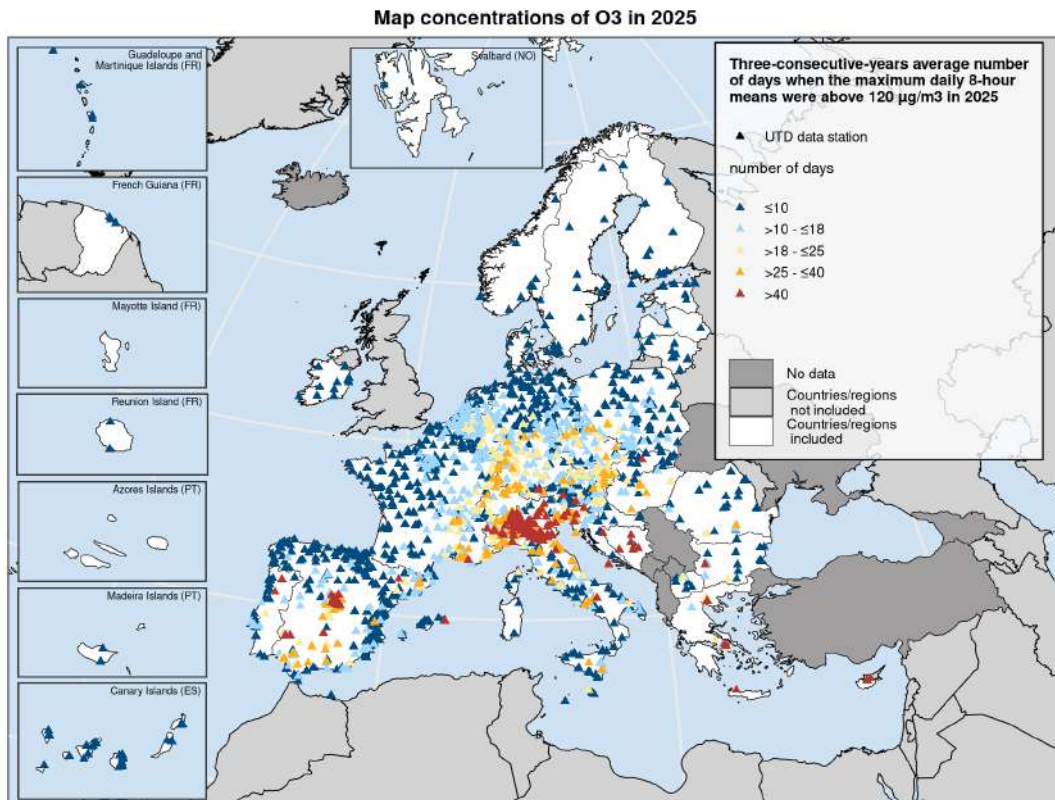 Map concentrations of O3 in 2025
Guadeloupe and
Martinique Islands (FR)
Svalbard (NO)
French Guiana (FR)
Mayotte Island (FR)
Reunion Island (FR)
Azores Islands (PT)
Madeira Islands (PT)
Canary Islands (ES)
Three-consecutive-years average number
of days when the maximum daily 8-hour
means were above 120 µg/m3 in 2025
UTD data station
number of days
≤10
>10 - ≤18
>18 - ≤25
>25 - ≤40
>40
No data
Countries/regions
not included
Countries/regions
included